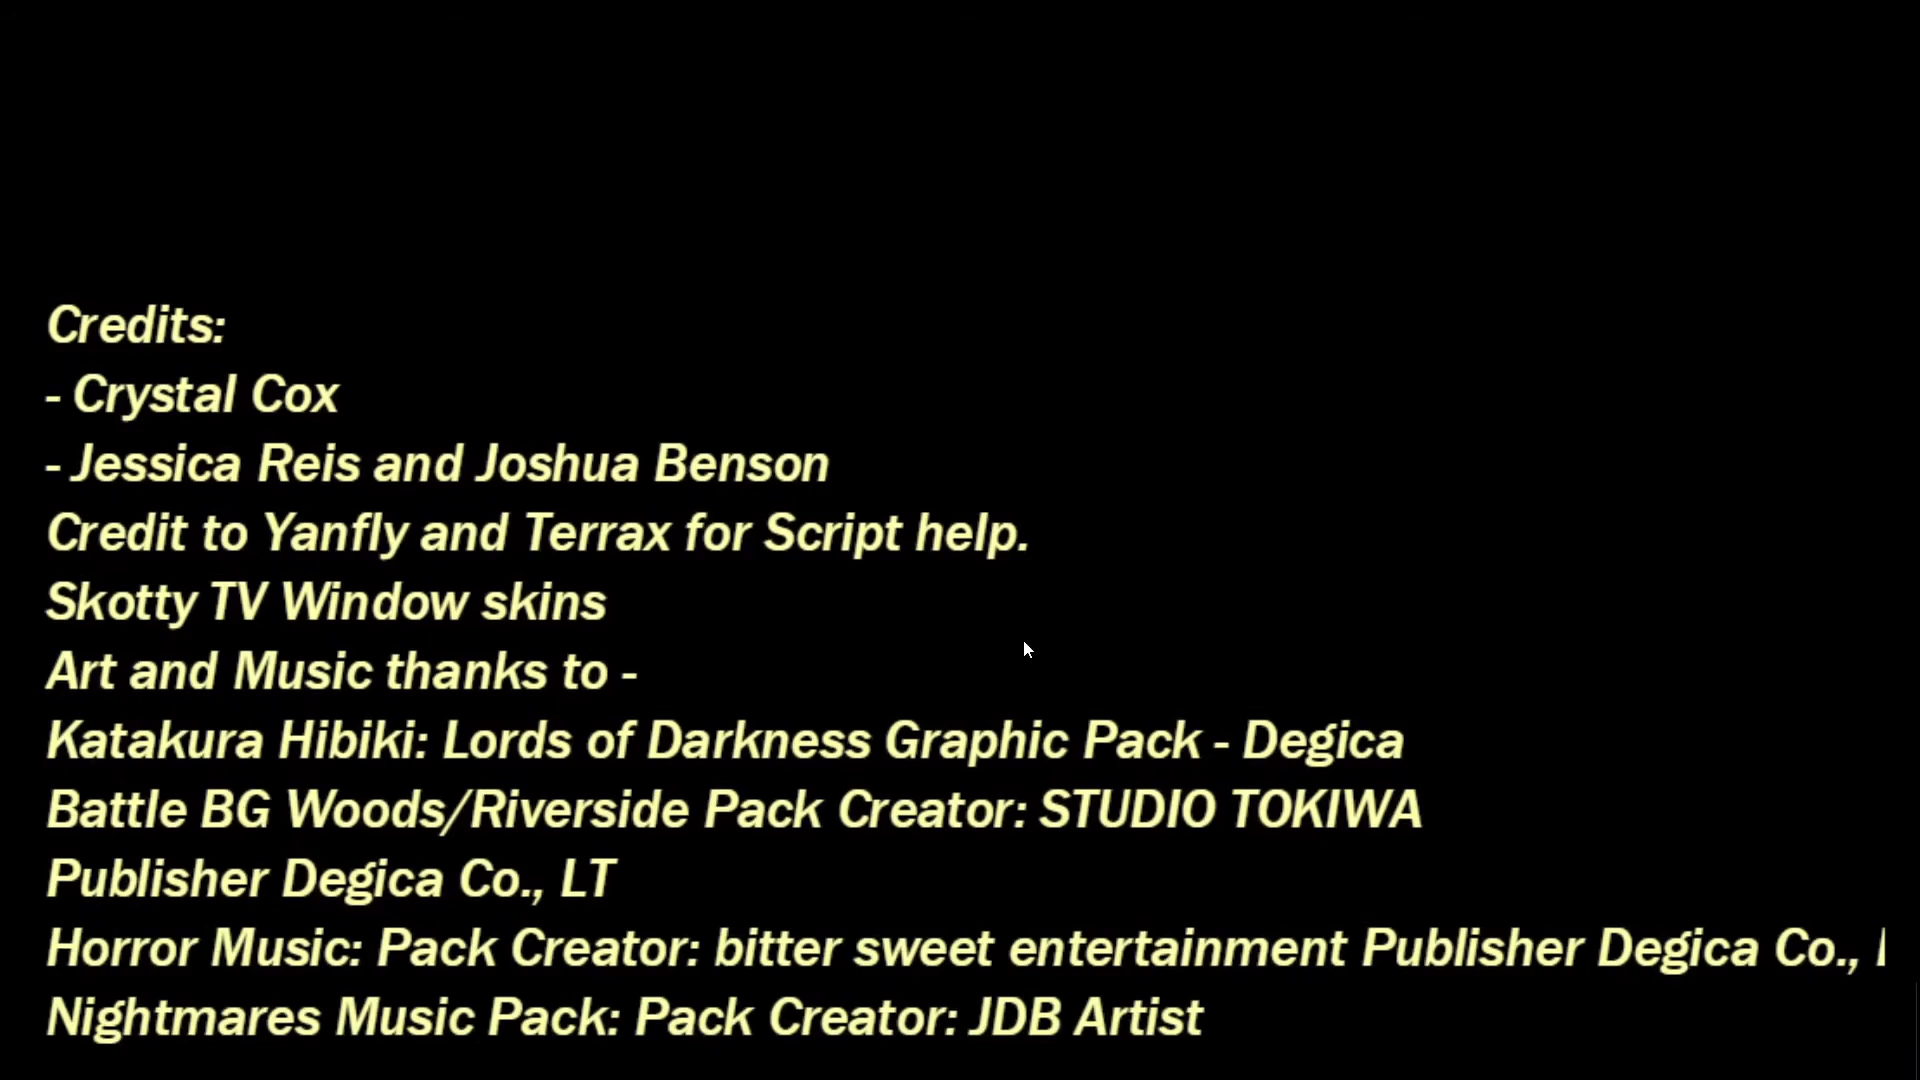 Credits:
- Crystal Cox
- Jessica Reis and Joshua Benson
Credit to Yanfly and Terrax for Script help.
Skotty TV Window skins
Art and Music thanks to -
Katakura Hibiki: Lords of Darkness Graphic Pack - Degica
Battle BG Woods/Riverside Pack Creator: STUDIO TOKIWA
Publisher Degica Co., LT
Horror Music: Pack Creator: bitter sweet entertainment Publisher Degica Co.,
Nightmares Music Pack: Pack Creator: JDB Artist